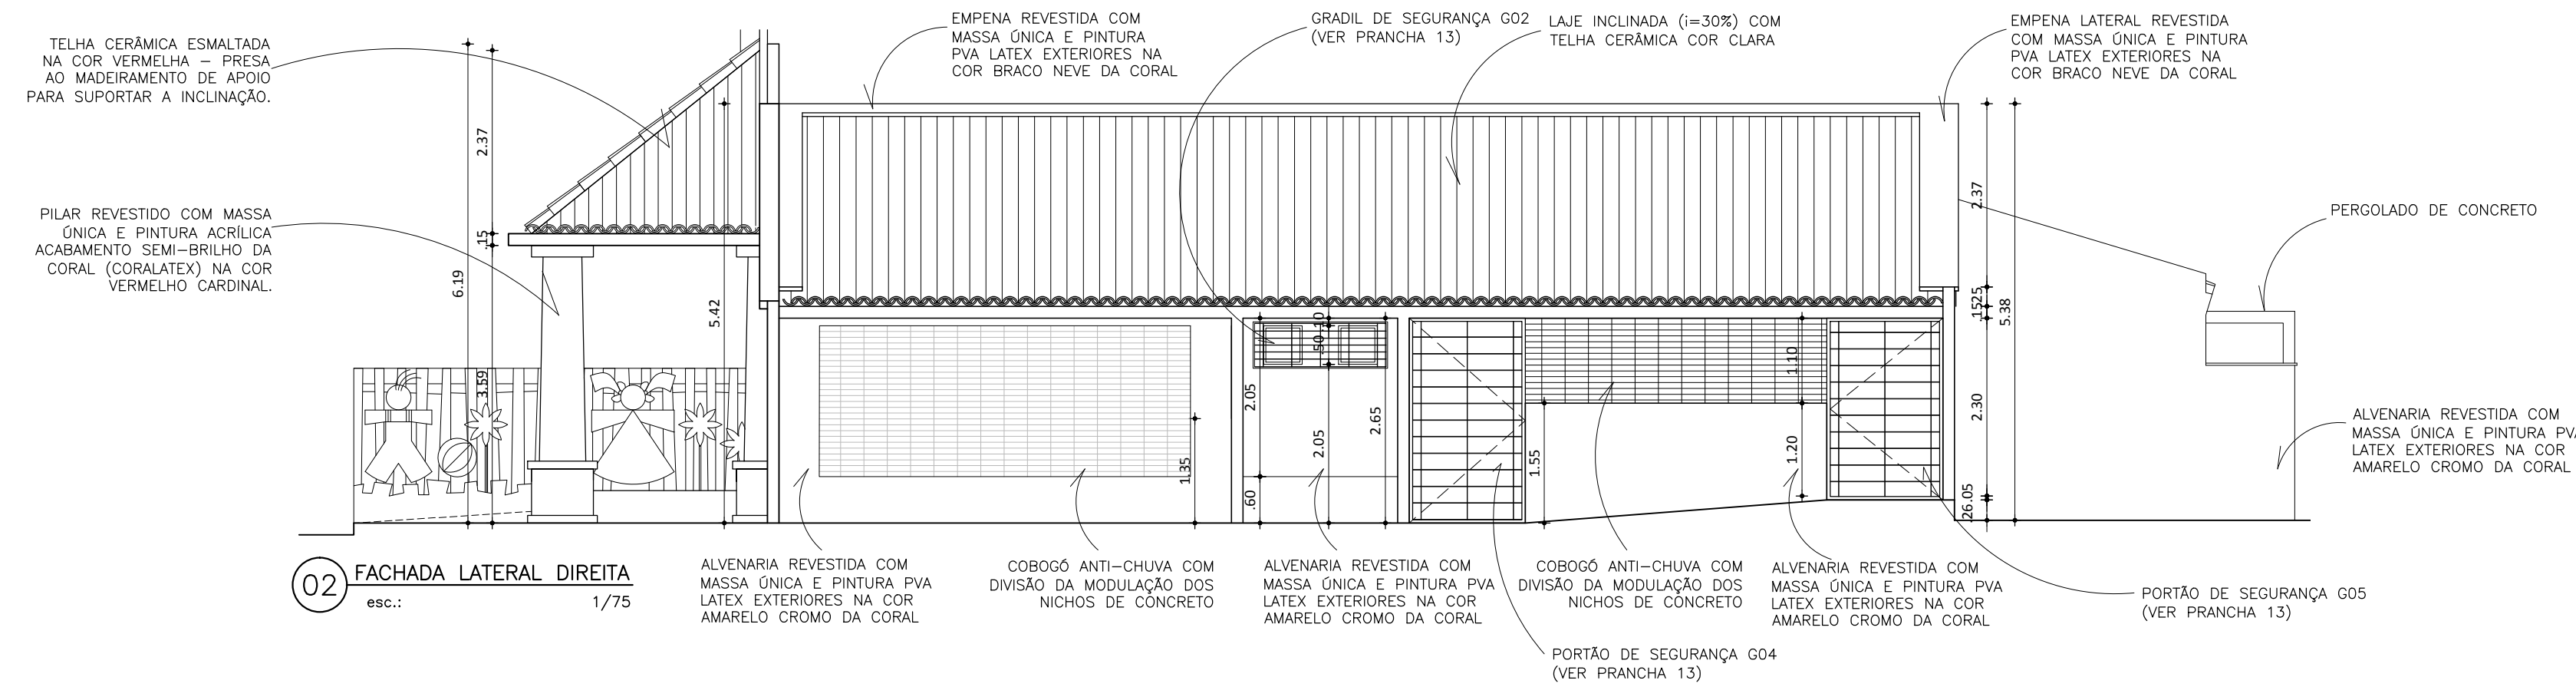 TELHA CERÂMICA ESMALTADA
NA COR VERMELHA – PRESA
AO MADEIRAMENTO DE APOIO
PARA SUPORTAR A INCLINAÇÃO.
EMPENA REVESTIDA COM
MASSA ÚNICA E PINTURA
PVA LATEX EXTERIORES NA
COR BRACO NEVE DA CORAL
GRADIL DE SEGURANÇA G02
(VER PRANCHA 13)
LAJE INCLINADA (i=30%) COM
TELHA CERÂMICA COR CLARA
EMPENA LATERAL REVESTIDA
COM MASSA ÚNICA E PINTURA
PVA LATEX EXTERIORES NA
COR BRACO NEVE DA CORAL
PILAR REVESTIDO COM MASSA
ÚNICA E PINTURA ACRÍLICA
ACABAMENTO SEMI–BRILHO DA
CORAL (CORALATEX) NA COR
VERMELHO CARDINAL.
PERGOLADO DE CONCRETO
6.19
2.37
.15
3.59
5.42
2.05
.60
.10
.50
2.05
2.65
1.35
1.55
1.10
1.20
2.37
.25
.15
2.30
.05
.26
5.38
ALVENARIA REVESTIDA COM
MASSA ÚNICA E PINTURA PVA
LATEX EXTERIORES NA COR
AMARELO CROMO DA CORAL
02
FACHADA LATERAL DIREITA
esc.: 1/75
ALVENARIA REVESTIDA COM
MASSA ÚNICA E PINTURA PVA
LATEX EXTERIORES NA COR
AMARELO CROMO DA CORAL
COBOGÓ ANTI–CHUVA COM
DIVISÃO DA MODULAÇÃO DOS
NICHOS DE CONCRETO
ALVENARIA REVESTIDA COM
MASSA ÚNICA E PINTURA PVA
LATEX EXTERIORES NA COR
AMARELO CROMO DA CORAL
COBOGÓ ANTI–CHUVA COM
DIVISÃO DA MODULAÇÃO DOS
NICHOS DE CONCRETO
ALVENARIA REVESTIDA COM
MASSA ÚNICA E PINTURA PVA
LATEX EXTERIORES NA COR
AMARELO CROMO DA CORAL
PORTÃO DE SEGURANÇA G05
(VER PRANCHA 13)
PORTÃO DE SEGURANÇA G04
(VER PRANCHA 13)